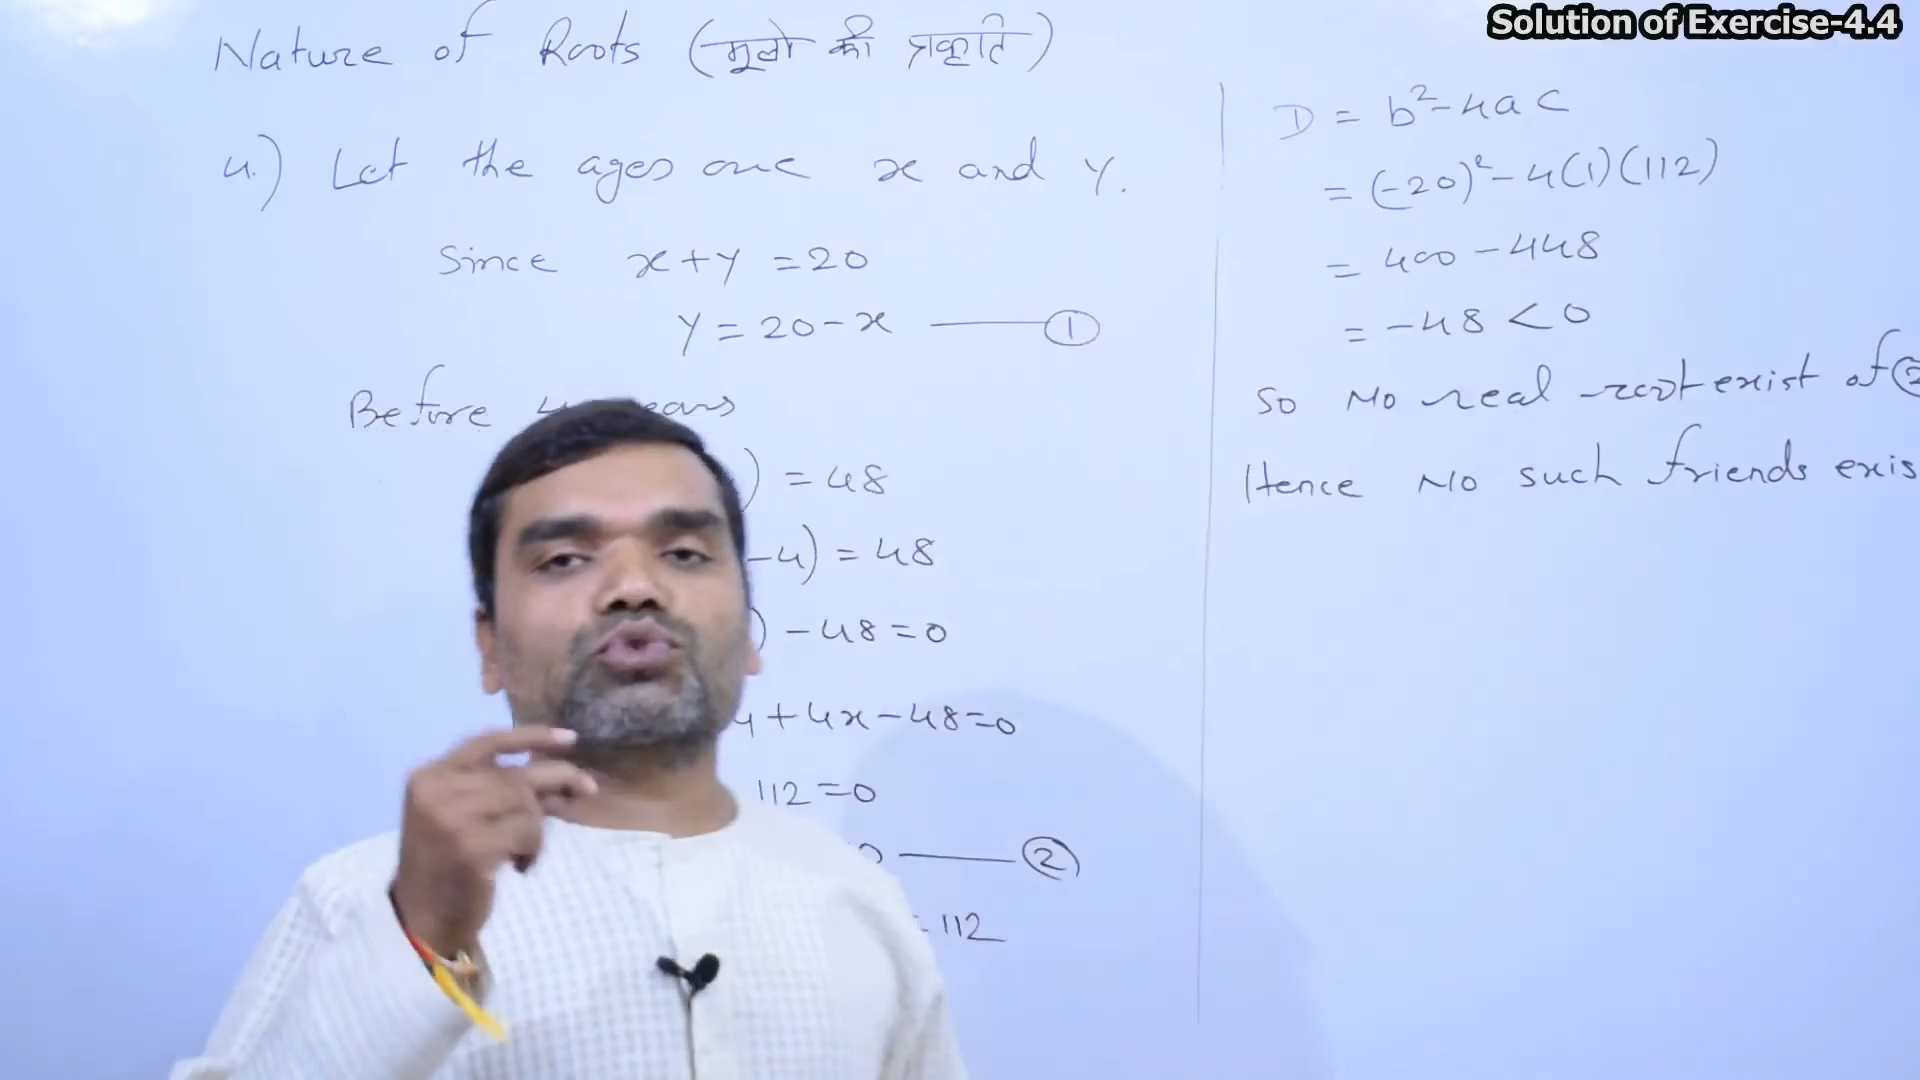 Solution of Exercise-4.4
Nature of Roots (मूलो की प्रकृति)
4.) Let the ages are x and y.
Since x+y =20
y = 20-x ——— ①
Before years
) = 48
-4) = 48
) - 48 = 0
4 + 4x - 48 = 0
112 = 0
0 ——— ②
= 112
D = b² - 4ac
= (-20)² - 4(1)(112)
= 400 - 448
= -48 < 0
So No real root exist of ②
Hence No such friends exis